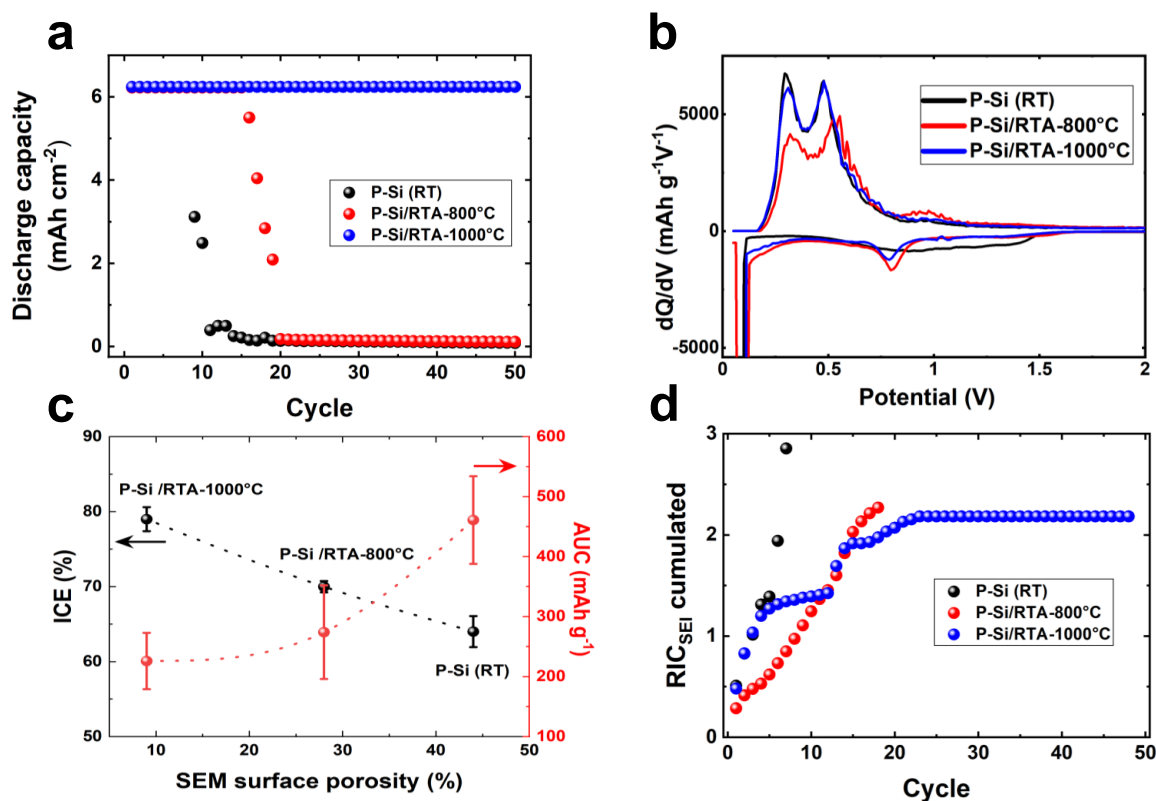 a
Discharge capacity
(mAh cm-2)
6
4
2
0
P-Si (RT)
P-Si/RTA-800°C
P-Si/RTA-1000°C
0
10
20
30
40
50
Cycle
b
dQ/dV (mAh g-1V-1)
5000
0
-5000
P-Si (RT)
P-Si/RTA-800°C
P-Si/RTA-1000°C
0
0.5
1
1.5
2
Potential (V)
c
ICE (%)
90
80
70
60
50
P-Si /RTA-1000°C
P-Si /RTA-800°C
P-Si (RT)
600
500
400
300
200
100
AUC (mAh g-1)
10
20
30
40
50
SEM surface porosity (%)
d
RICSEI cumulated
3
2
1
0
P-Si (RT)
P-Si/RTA-800°C
P-Si/RTA-1000°C
0
10
20
30
40
50
Cycle